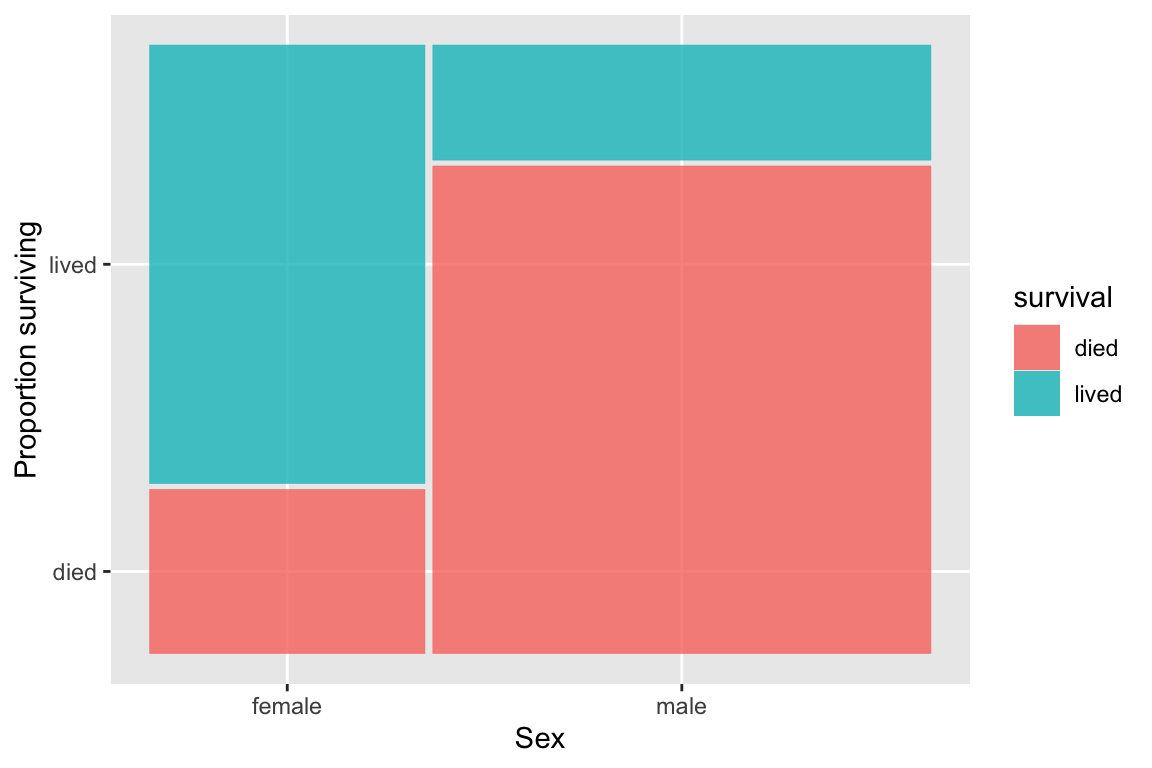 Proportion surviving
lived
died
female
male
Sex
survival
died
lived